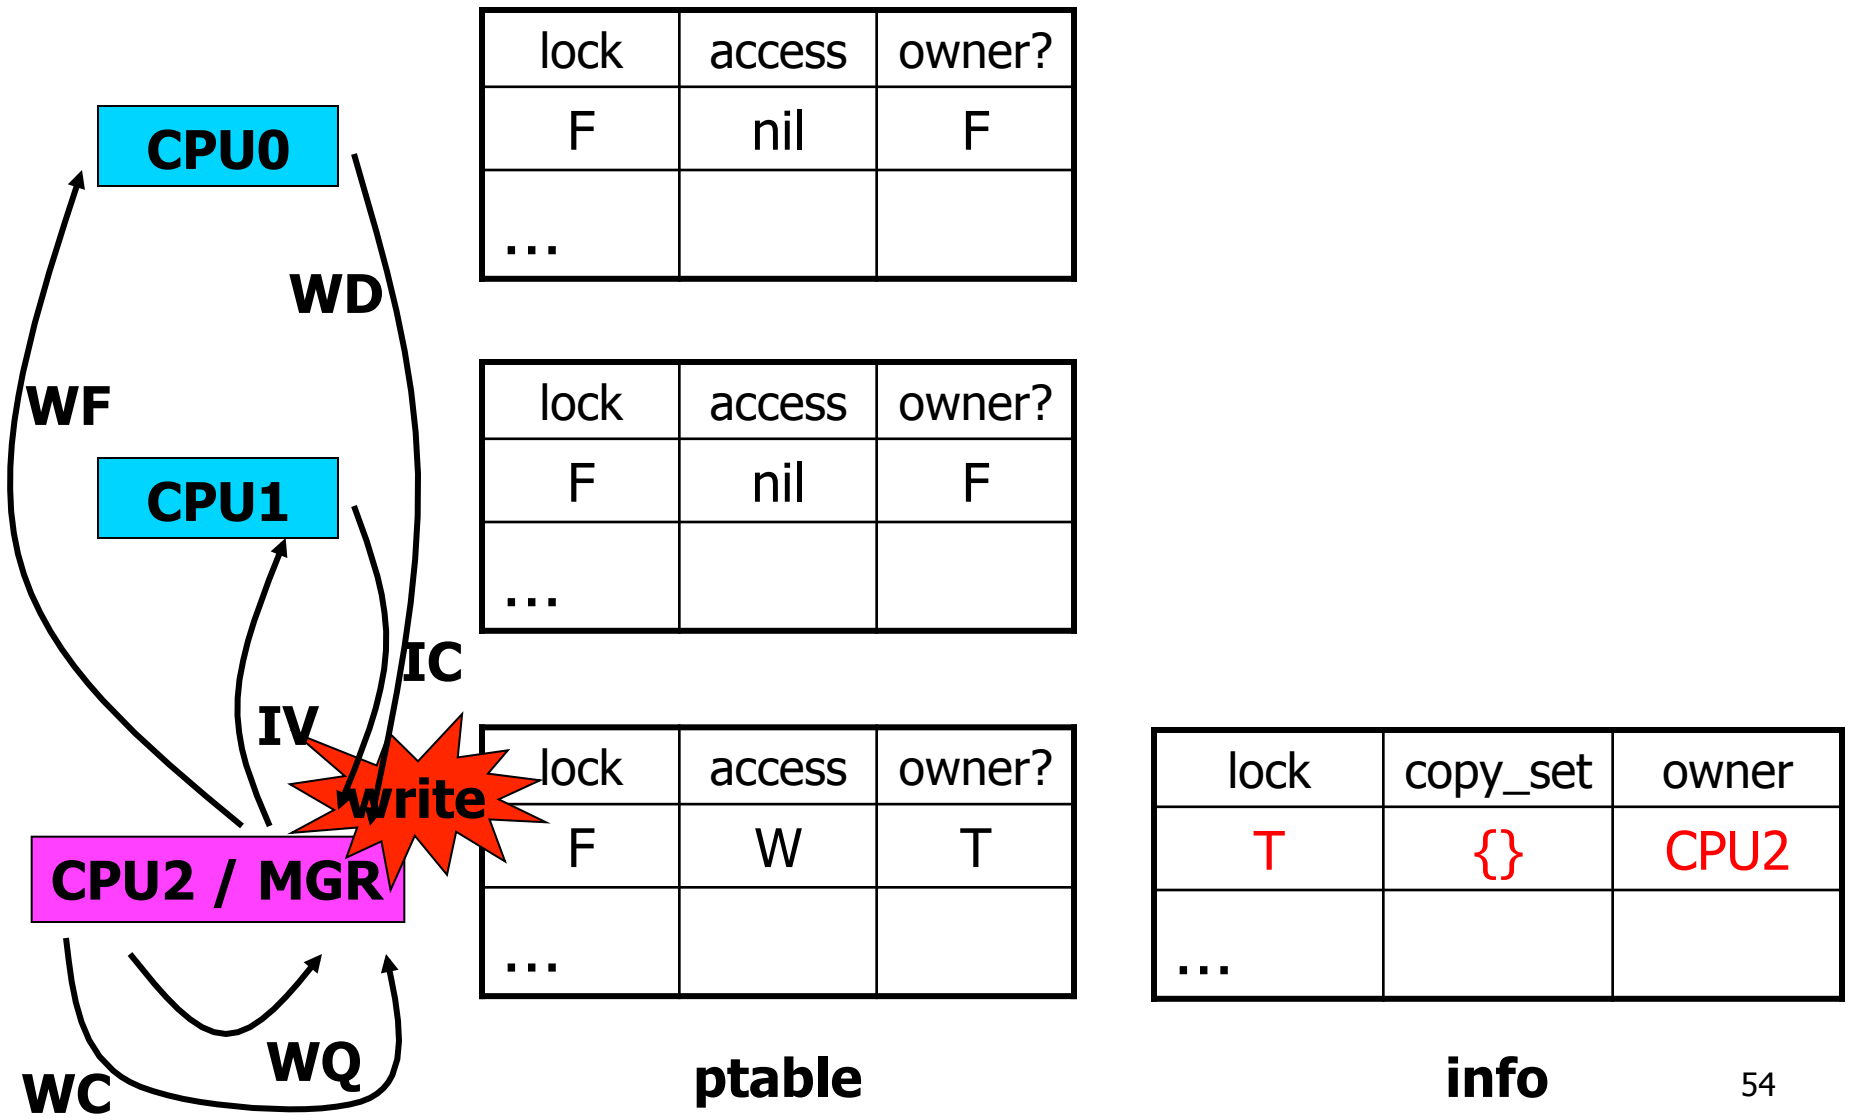 lock access owner?
CPU0
F nil F
...
WD
WF
lock access owner?
CPU1
F nil F
...
IC
IV
write
lock access owner?
F W T
...
CPU2 / MGR
lock copy_set owner
T {} CPU2
...
WQ
WC
ptable
info
54